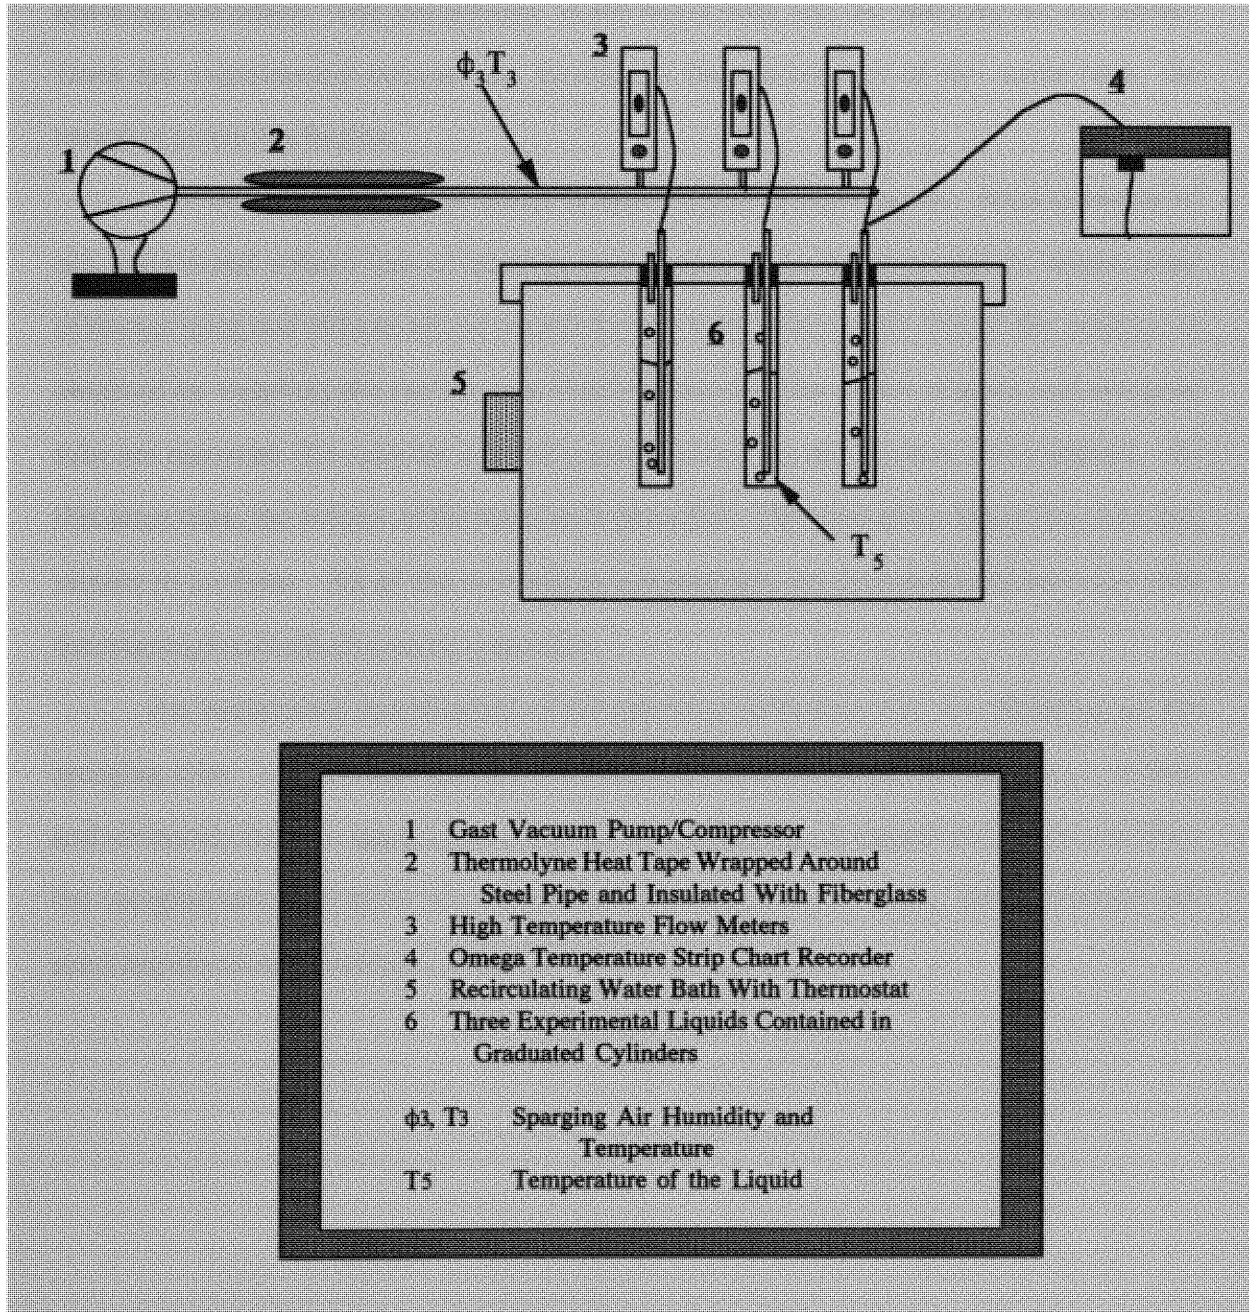 3
ϕ3T3
4
2
1
6
5
T5
1 Gast Vacuum Pump/Compressor
2 Thermolyne Heat Tape Wrapped Around
Steel Pipe and Insulated With Fiberglass
3 High Temperature Flow Meters
4 Omega Temperature Strip Chart Recorder
5 Recirculating Water Bath With Thermostat
6 Three Experimental Liquids Contained in
Graduated Cylinders
ϕ3, T3 Sparging Air Humidity and
Temperature
T5 Temperature of the Liquid